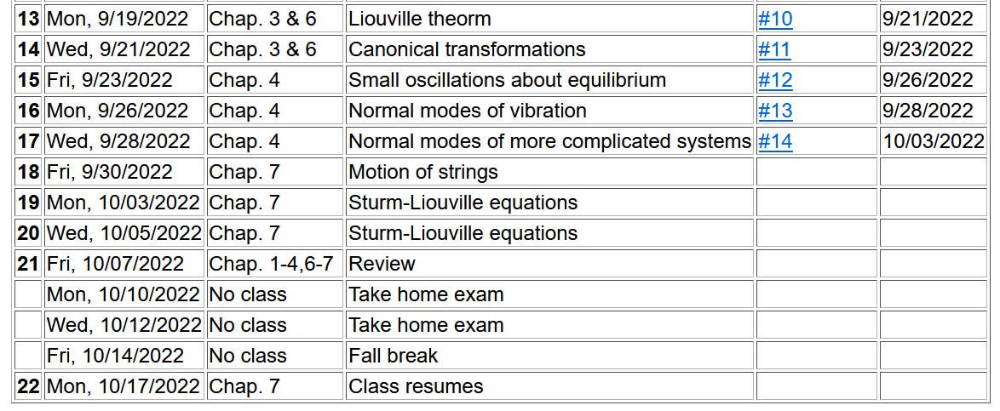 13 Mon, 9/19/2022 Chap. 3 & 6 Liouville theorm #10 9/21/2022
14 Wed, 9/21/2022 Chap. 3 & 6 Canonical transformations #11 9/23/2022
15 Fri, 9/23/2022 Chap. 4 Small oscillations about equilibrium #12 9/26/2022
16 Mon, 9/26/2022 Chap. 4 Normal modes of vibration #13 9/28/2022
17 Wed, 9/28/2022 Chap. 4 Normal modes of more complicated systems #14 10/03/2022
18 Fri, 9/30/2022 Chap. 7 Motion of strings
19 Mon, 10/03/2022 Chap. 7 Sturm-Liouville equations
20 Wed, 10/05/2022 Chap. 7 Sturm-Liouville equations
21 Fri, 10/07/2022 Chap. 1-4,6-7 Review
Mon, 10/10/2022 No class Take home exam
Wed, 10/12/2022 No class Take home exam
Fri, 10/14/2022 No class Fall break
22 Mon, 10/17/2022 Chap. 7 Class resumes